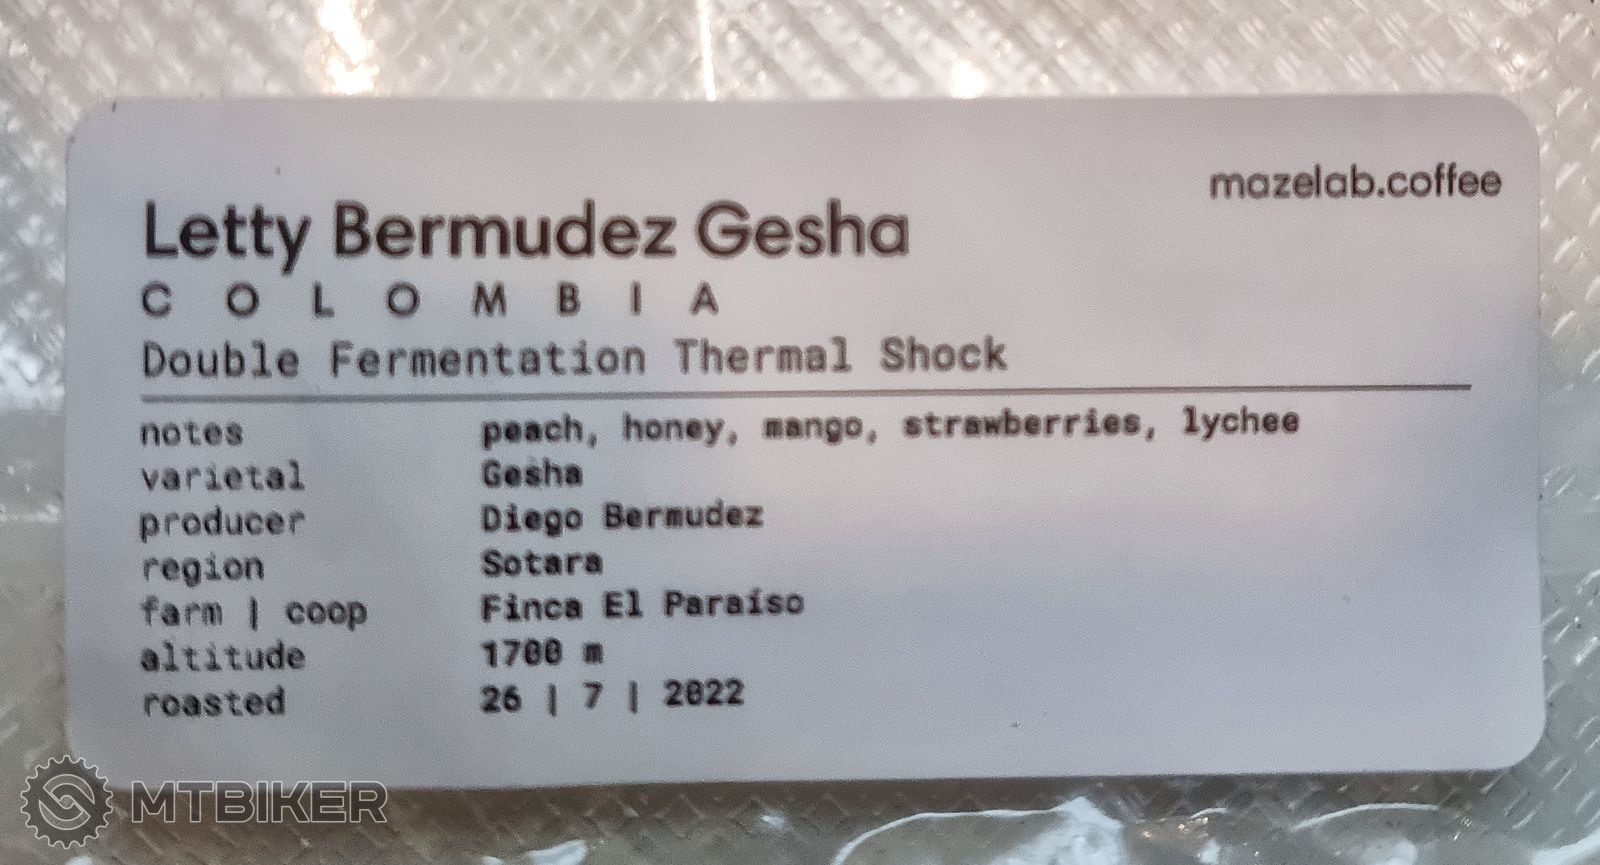 mazelab.coffee
Letty Bermudez Gesha
COLOMBIA
Double Fermentation Thermal Shock
notes peach, honey, mango, strawberries, lychee
varietal Gesha
producer Diego Bermudez
region Sotara
farm | coop Finca El Paraíso
altitude 1700 m
roasted 26 | 7 | 2022
MTBIKER